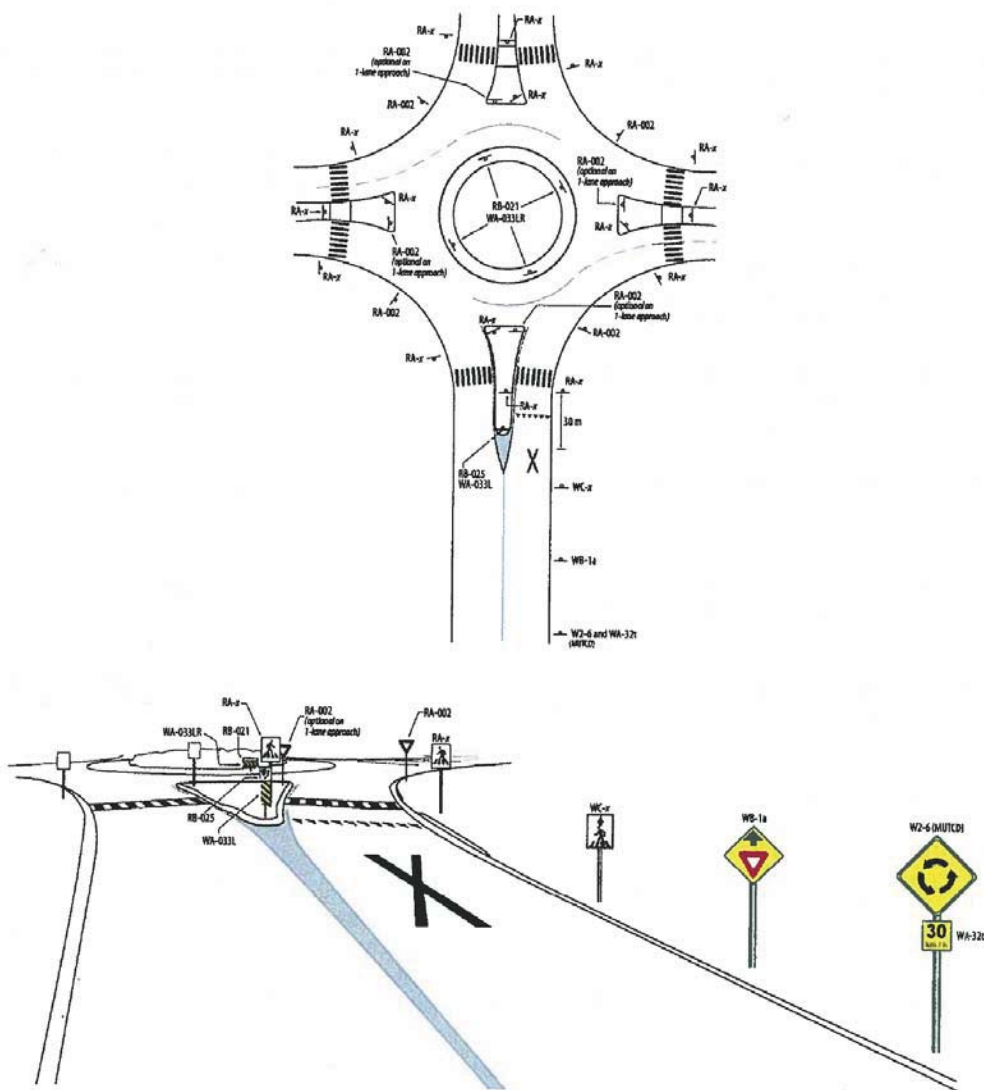 RA-x
RA-x
RA-002
(optional on
1-lane approach)
RA-x
RA-x
RA-002
RA-002
RA-x
RA-x
RA-002
(optional on
1-lane approach)
RA-x
RB-021
WA-033LR
RA-x
RA-x
RA-x
RA-002
(optional on
1-lane approach)
RA-x
RA-x
RA-002
RA-002
(optional on
1-lane approach)
RA-x
RA-002
RA-x
RA-x
RA-x
30 m
RB-025
WA-033L
WC-x
WB-1a
W2-6 and WA-32t
(MUTCD)
RA-x
RA-002
(optional on
1-lane approach)
RA-002
WA-033LR
RB-021
RA-x
RB-025
WA-033L
WC-x
WB-1a
W2-6 (MUTCD)
30
WA-32t